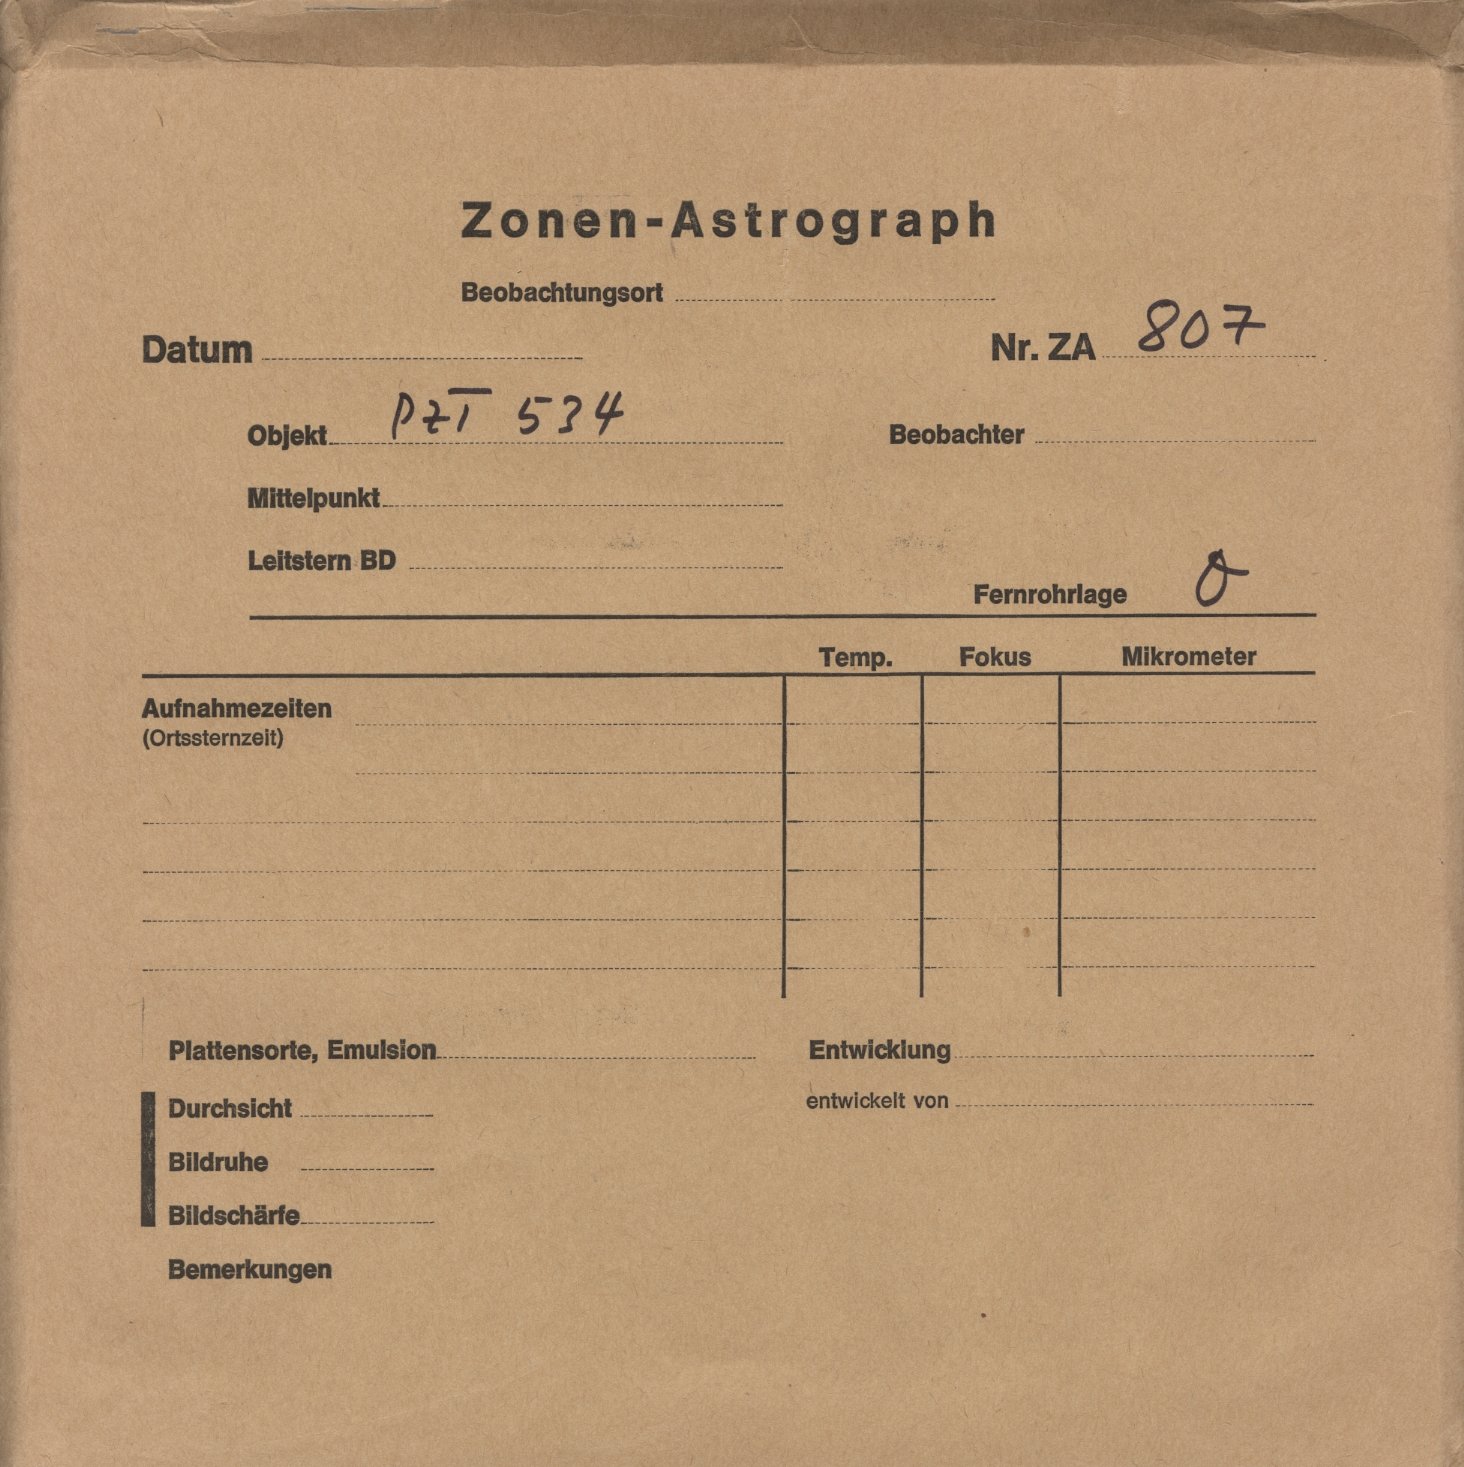 Zonen-Astrograph
Beobachtungsort
Datum
Nr. ZA 807
Objekt PZT 534
Beobachter
Mittelpunkt
Leitstern BD
Fernrohrlage O
Temp. Fokus Mikrometer
Aufnahmezeiten
(Ortssternzeit)
Plattensorte, Emulsion
Entwicklung
Durchsicht
entwickelt von
Bildruhe
Bildschärfe
Bemerkungen